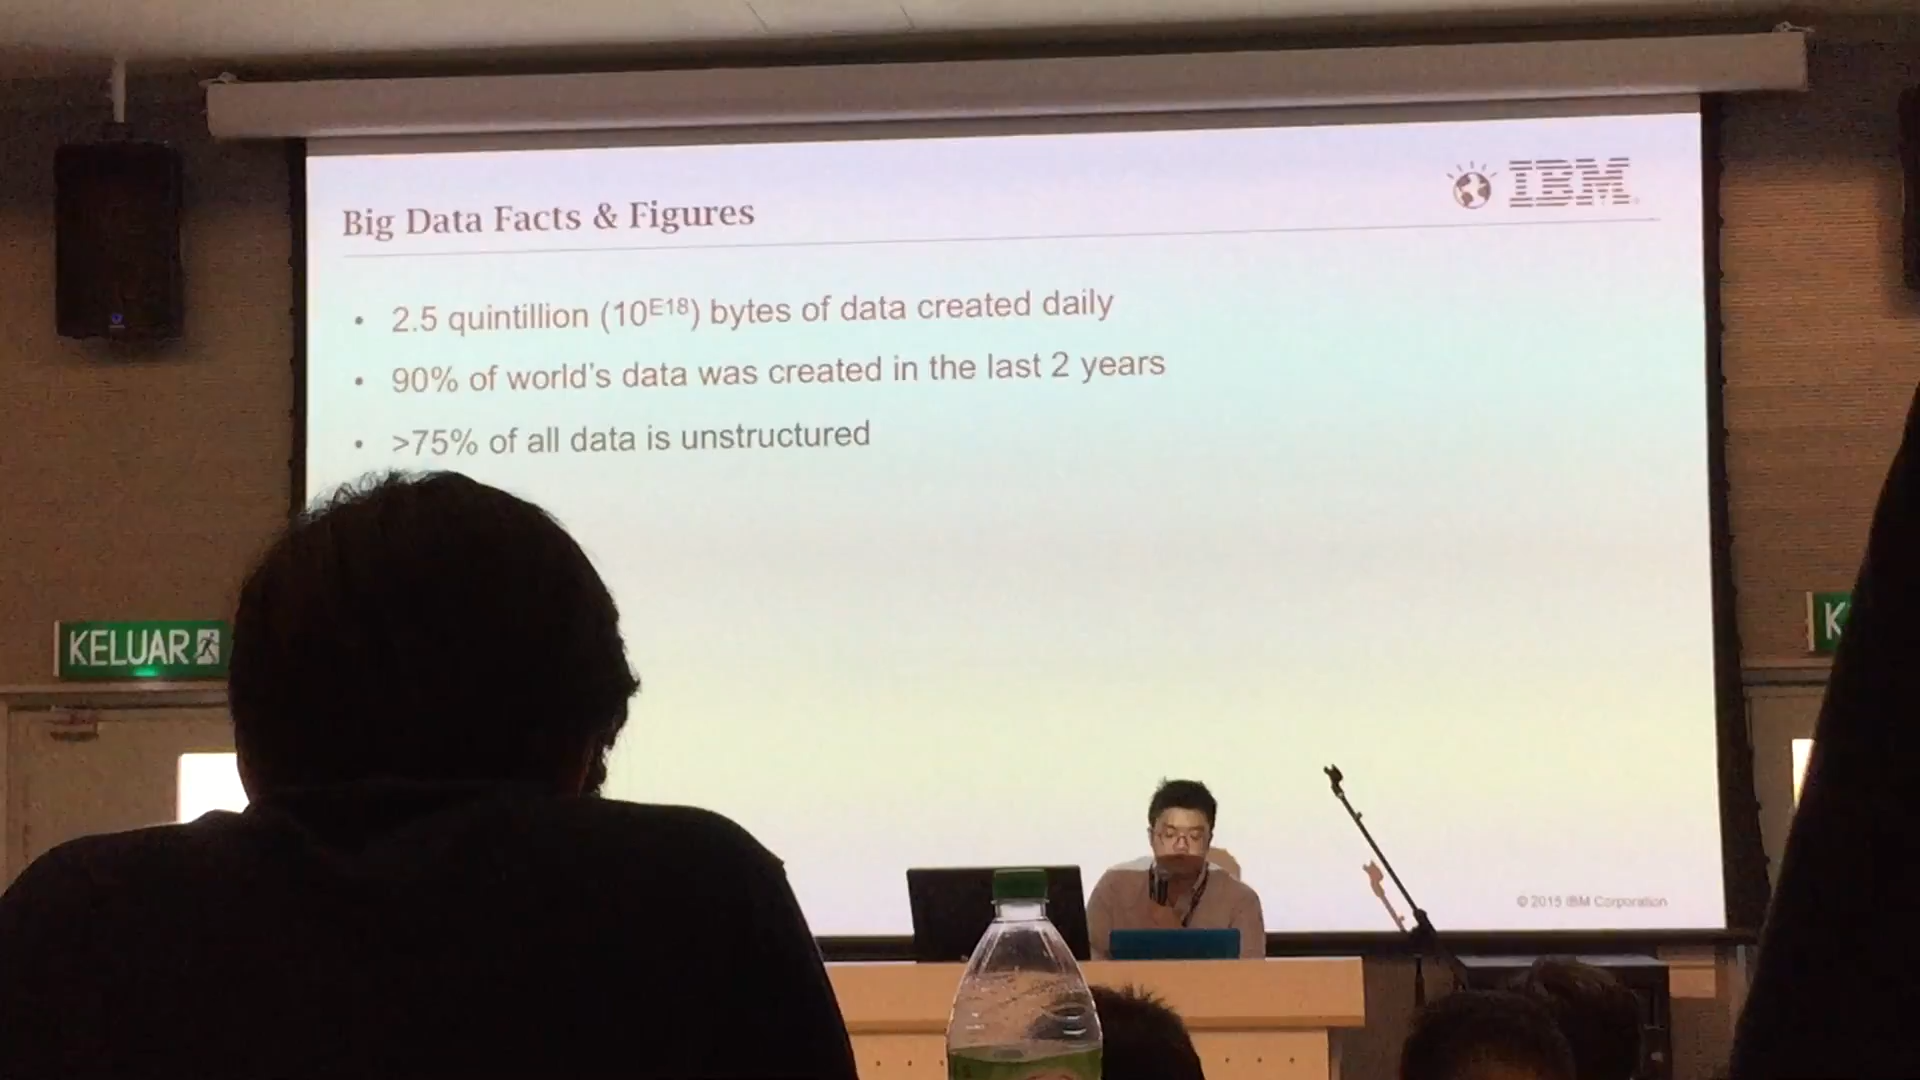 IBM
Big Data Facts & Figures
• 2.5 quintillion (10E18) bytes of data created daily
• 90% of world's data was created in the last 2 years
• >75% of all data is unstructured
KELUAR
K
© 2015 IBM Corporation